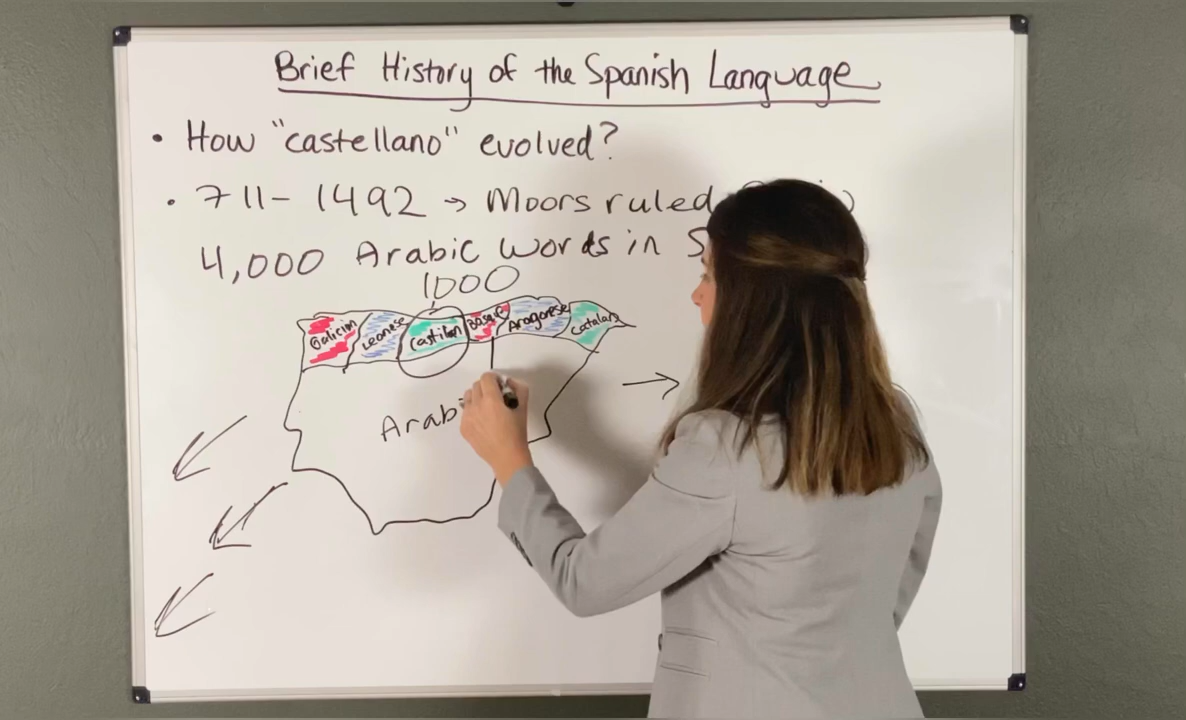 Brief History of the Spanish Language
• How "castellano" evolved?
• 711-1492 → Moors ruled
4,000 Arabic words in S
1000
Galician Leonese Castilian Basque Aragonese Catalans
Arab